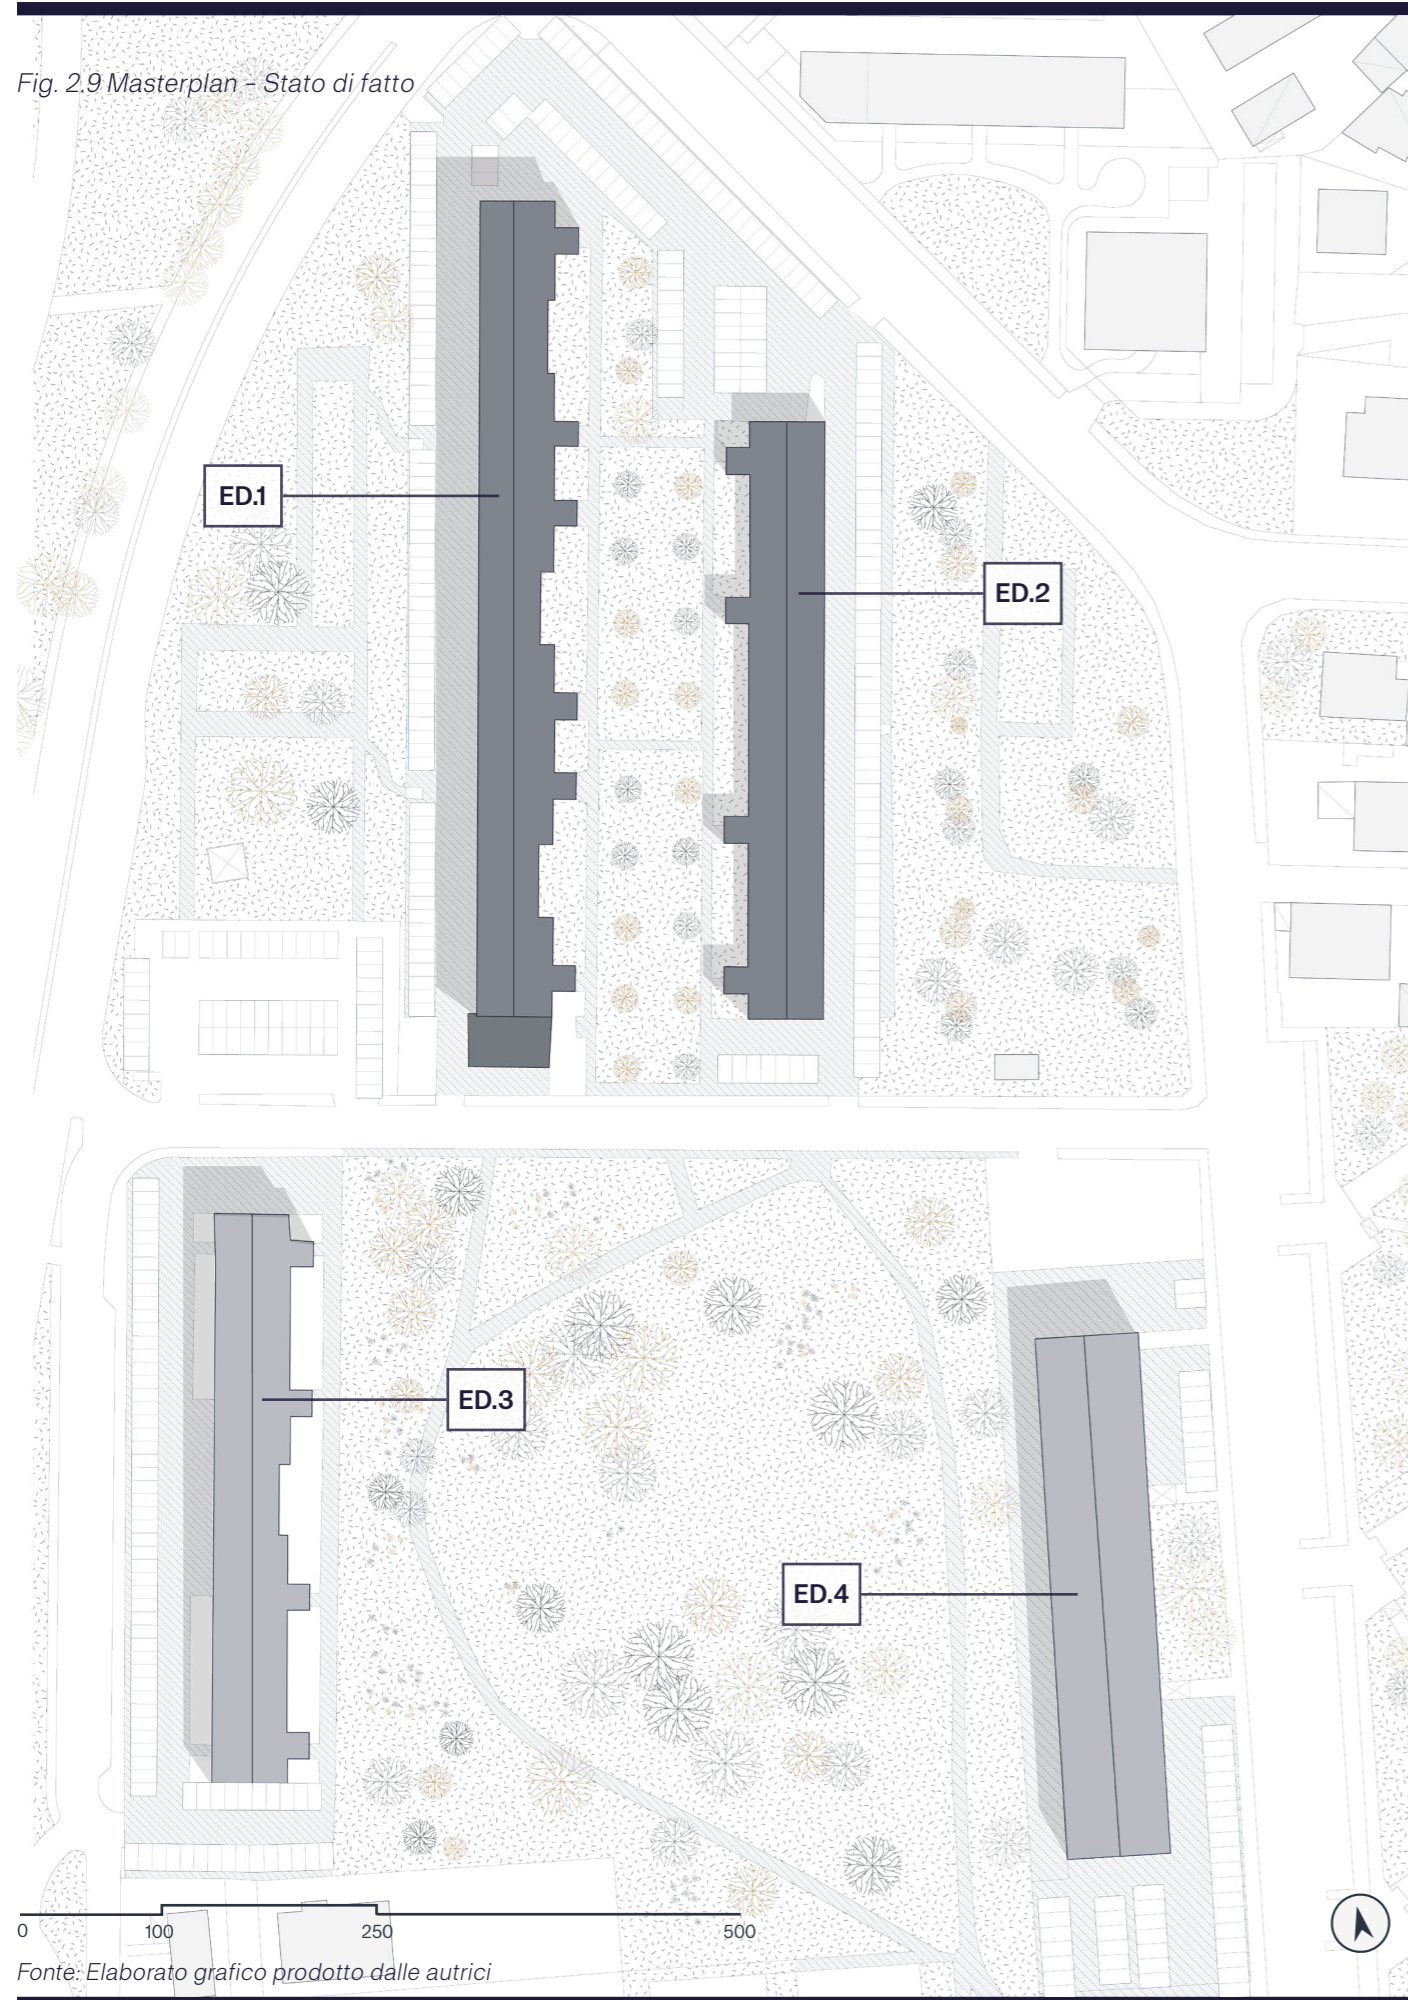 Fig. 2.9 Masterplan - Stato di fatto
ED.1
ED.2
ED.3
ED.4
0 100 250 500
Fonte: Elaborato grafico prodotto dalle autrici